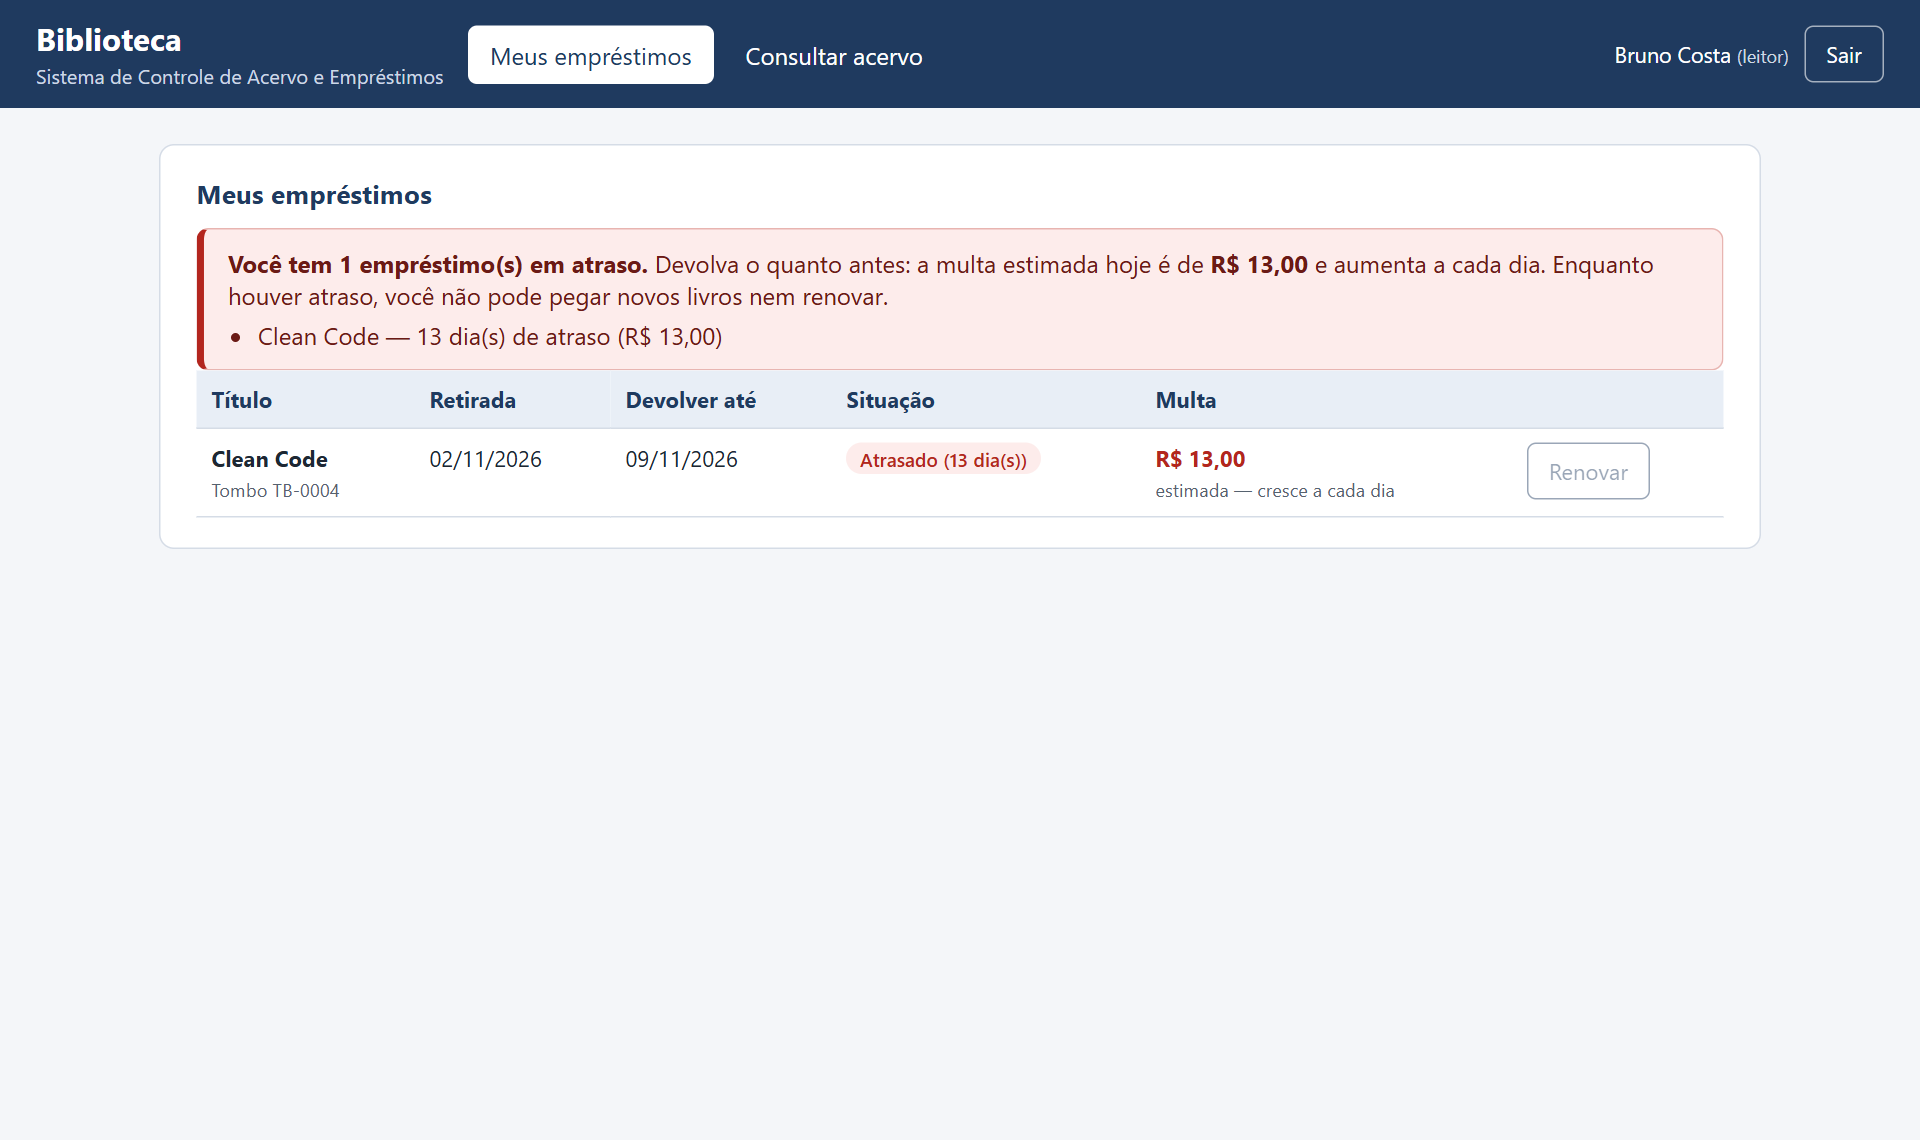 Biblioteca
Sistema de Controle de Acervo e Empréstimos
Meus empréstimos
Consultar acervo
Bruno Costa (leitor)
Sair
Meus empréstimos
Você tem 1 empréstimo(s) em atraso. Devolva o quanto antes: a multa estimada hoje é de R$ 13,00 e aumenta a cada dia. Enquanto
houver atraso, você não pode pegar novos livros nem renovar.
• Clean Code — 13 dia(s) de atraso (R$ 13,00)
Título Retirada Devolver até Situação Multa
Clean Code 02/11/2026 09/11/2026 Atrasado (13 dia(s)) R$ 13,00 Renovar
Tombo TB-0004 estimada — cresce a cada dia